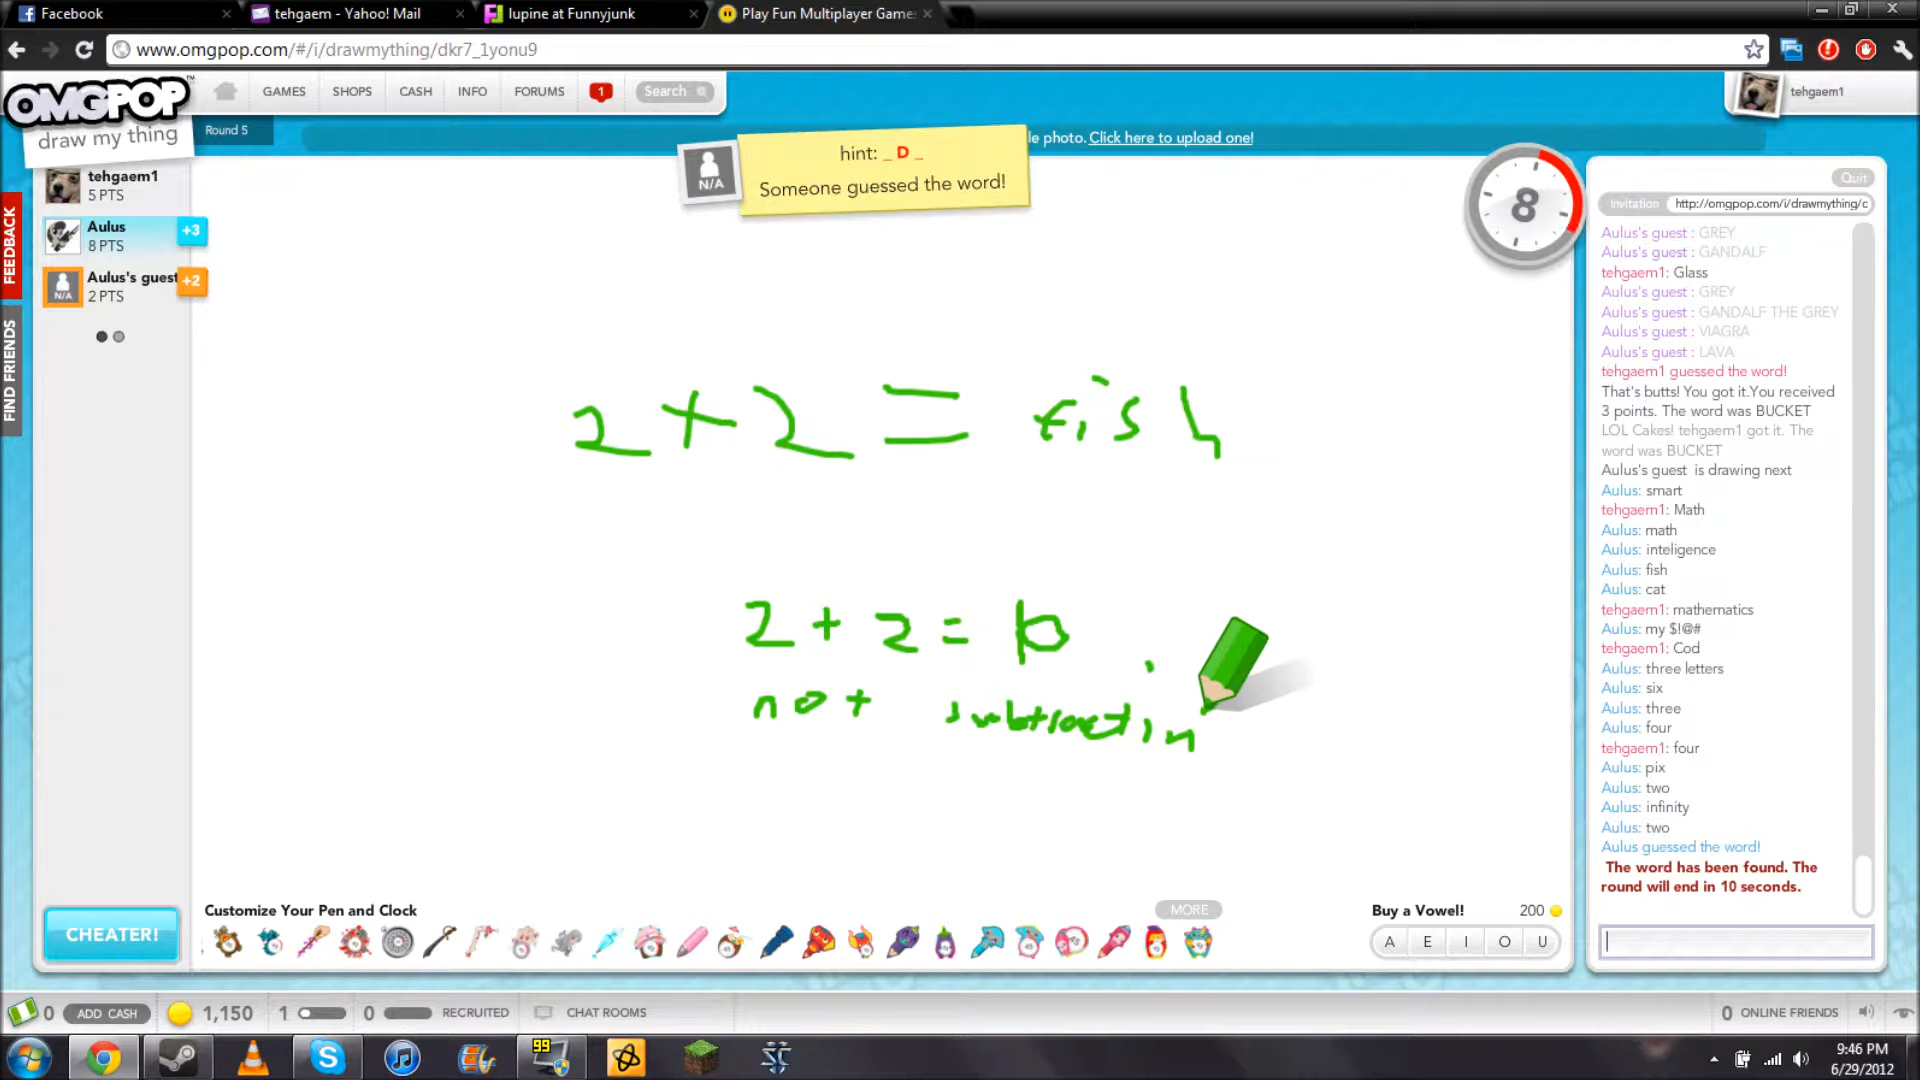 Facebook
tehgaem - Yahoo! Mail
lupine at Funnyjunk
Play Fun Multiplayer Game
www.omgpop.com/#/i/drawmything/dkr7_1yonu9
OMGPOP
draw my thing
GAMES
SHOPS
CASH
INFO
FORUMS
1
Search
tehgaem1
Round 5
le photo. Click here to upload one!
hint: _ D _
Someone guessed the word!
N/A
8
FEEDBACK
FIND FRIENDS
tehgaem1
5 PTS
Aulus
8 PTS
+3
Aulus's guest
2 PTS
+2
N/A
2 + 2 = fish
2 + 2 =
not subtractin
Quit
Invitation http://omgpop.com/i/drawmything/c
Aulus's guest : GREY
Aulus's guest : GANDALF
tehgaem1: Glass
Aulus's guest : GREY
Aulus's guest : GANDALF THE GREY
Aulus's guest : VIAGRA
Aulus's guest : LAVA
tehgaem1 guessed the word!
That's butts! You got it.You received
3 points. The word was BUCKET
LOL Cakes! tehgaem1 got it. The
word was BUCKET
Aulus's guest is drawing next
Aulus: smart
tehgaem1: Math
Aulus: math
Aulus: inteligence
Aulus: fish
Aulus: cat
tehgaem1: mathematics
Aulus: my $!@#
tehgaem1: Cod
Aulus: three letters
Aulus: six
Aulus: three
Aulus: four
tehgaem1: four
Aulus: pix
Aulus: two
Aulus: infinity
Aulus: two
Aulus guessed the word!
The word has been found. The
round will end in 10 seconds.
CHEATER!
Customize Your Pen and Clock
MORE
Buy a Vowel!
200
A E I O U
0 ADD CASH
1,150
1
0 RECRUITED
CHAT ROOMS
0 ONLINE FRIENDS
99
9:46 PM
6/29/2012